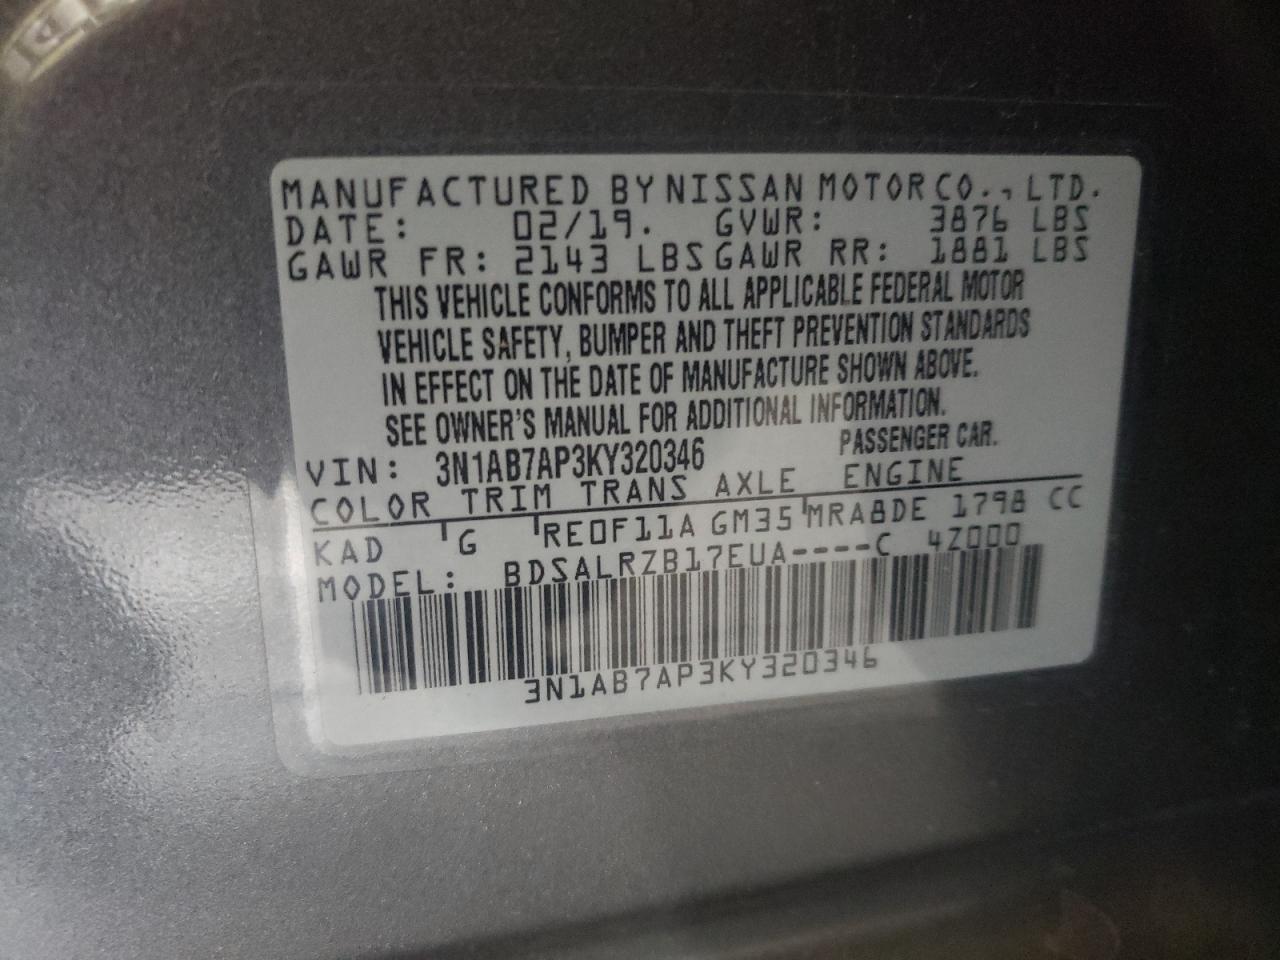 MANUFACTURED BY NISSAN MOTOR CO., LTD.
DATE: 02/19. GVWR: 3876 LBS
GAWR FR: 2143 LBS GAWR RR: 1881 LBS
THIS VEHICLE CONFORMS TO ALL APPLICABLE FEDERAL MOTOR
VEHICLE SAFETY, BUMPER AND THEFT PREVENTION STANDARDS
IN EFFECT ON THE DATE OF MANUFACTURE SHOWN ABOVE.
SEE OWNER'S MANUAL FOR ADDITIONAL INFORMATION.
VIN: 3N1AB7AP3KY320346 PASSENGER CAR.
COLOR TRIM TRANS AXLE ENGINE
KAD G RE0F11A GM35 MRA8DE 1798 CC
MODEL: BDSALRZB17EUA----C 4Z000
3N1AB7AP3KY320346